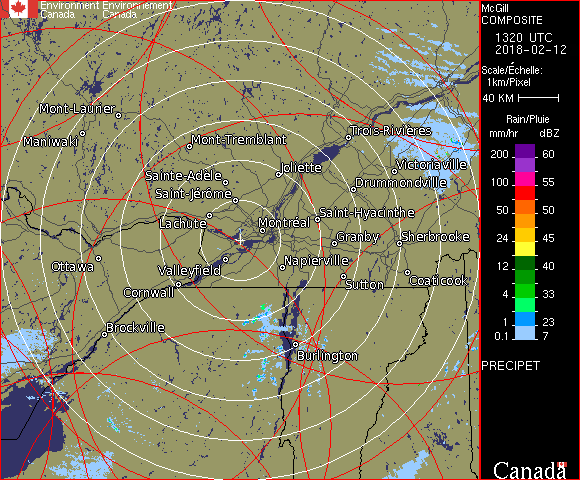 Environment Environnement
Canada Canada
McGill
COMPOSITE
1320 UTC
2018-02-12
Scale/Échelle:
1km/Pixel
40 KM
Rain/Pluie
mm/hr dBZ
200 60
100 55
50 50
24 45
12 40
4 33
1 23
0.1 7
PRECIPET
Canada
Mont-Laurier
Maniwaki
Mont-Tremblant
Trois-Rivières
Sainte-Adèle
Joliette
Victoriaville
Saint-Jérôme
Drummondville
Lachute
Montréal
Saint-Hyacinthe
Granby
Sherbrooke
Ottawa
Valleyfield
Napierville
Cornwall
Sutton
Coaticook
Brockville
Burlington